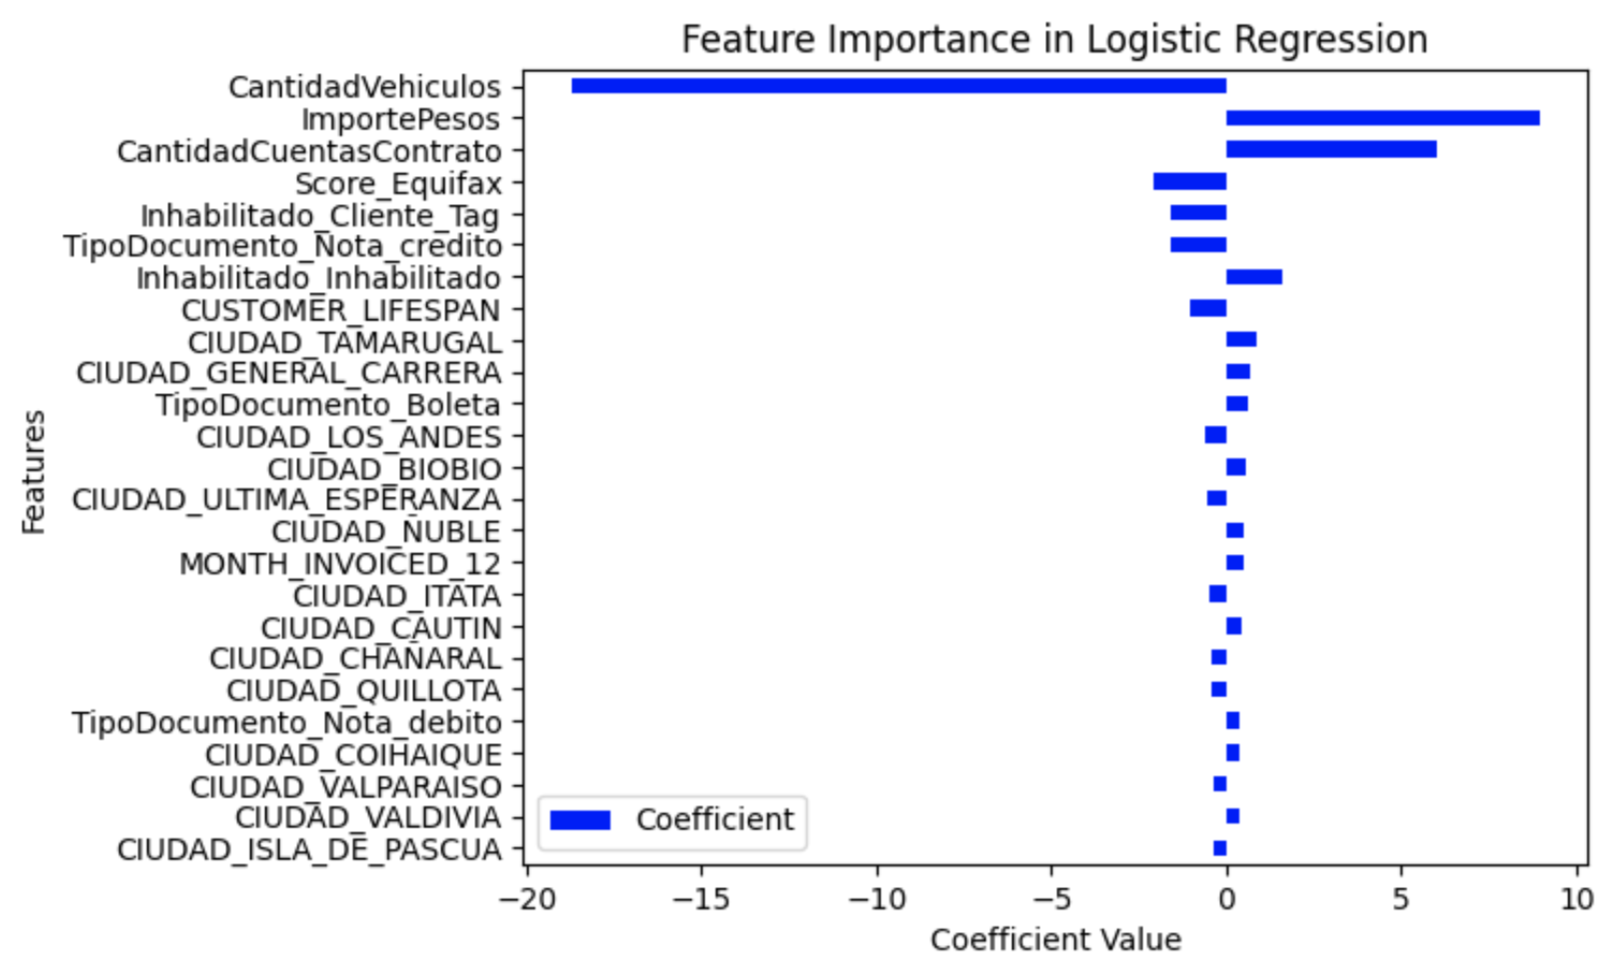 Feature Importance in Logistic Regression
CantidadVehiculos
ImportePesos
CantidadCuentasContrato
Score_Equifax
Inhabilitado_Cliente_Tag
TipoDocumento_Nota_credito
Inhabilitado_Inhabilitado
CUSTOMER_LIFESPAN
CIUDAD_TAMARUGAL
CIUDAD_GENERAL_CARRERA
TipoDocumento_Boleta
CIUDAD_LOS_ANDES
CIUDAD_BIOBIO
CIUDAD_ULTIMA_ESPERANZA
CIUDAD_ÑUBLE
MONTH_INVOICED_12
CIUDAD_ITATA
CIUDAD_CAUTIN
CIUDAD_CHAÑARAL
CIUDAD_QUILLOTA
TipoDocumento_Nota_debito
CIUDAD_COIHAIQUE
CIUDAD_VALPARAISO
CIUDAD_VALDIVIA
CIUDAD_ISLA_DE_PASCUA
Features
Coefficient
−20 −15 −10 −5 0 5 10
Coefficient Value